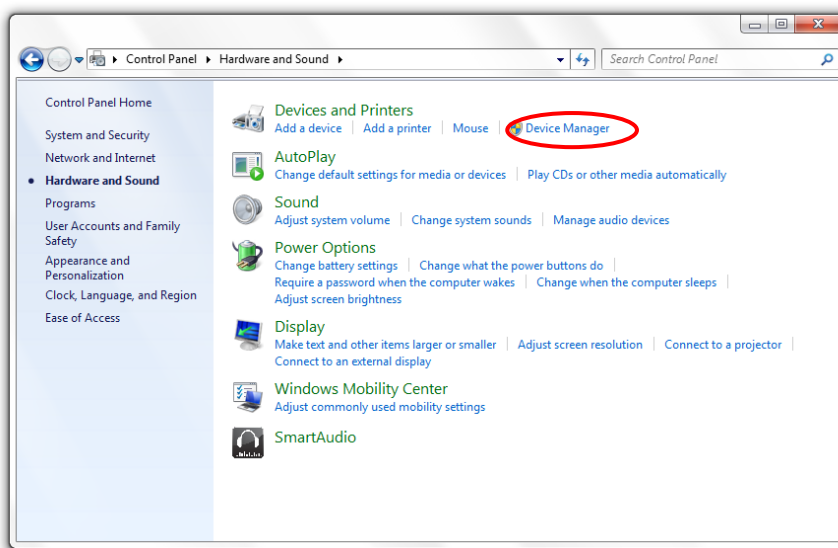 Control Panel Hardware and Sound Search Control Panel
Control Panel Home
System and Security
Network and Internet
Hardware and Sound
Programs
User Accounts and Family
Safety
Appearance and
Personalization
Clock, Language, and Region
Ease of Access
Devices and Printers
Add a device Add a printer Mouse Device Manager
AutoPlay
Change default settings for media or devices Play CDs or other media automatically
Sound
Adjust system volume Change system sounds Manage audio devices
Power Options
Change battery settings Change what the power buttons do
Require a password when the computer wakes Change when the computer sleeps
Adjust screen brightness
Display
Make text and other items larger or smaller Adjust screen resolution Connect to a projector
Connect to an external display
Windows Mobility Center
Adjust commonly used mobility settings
SmartAudio